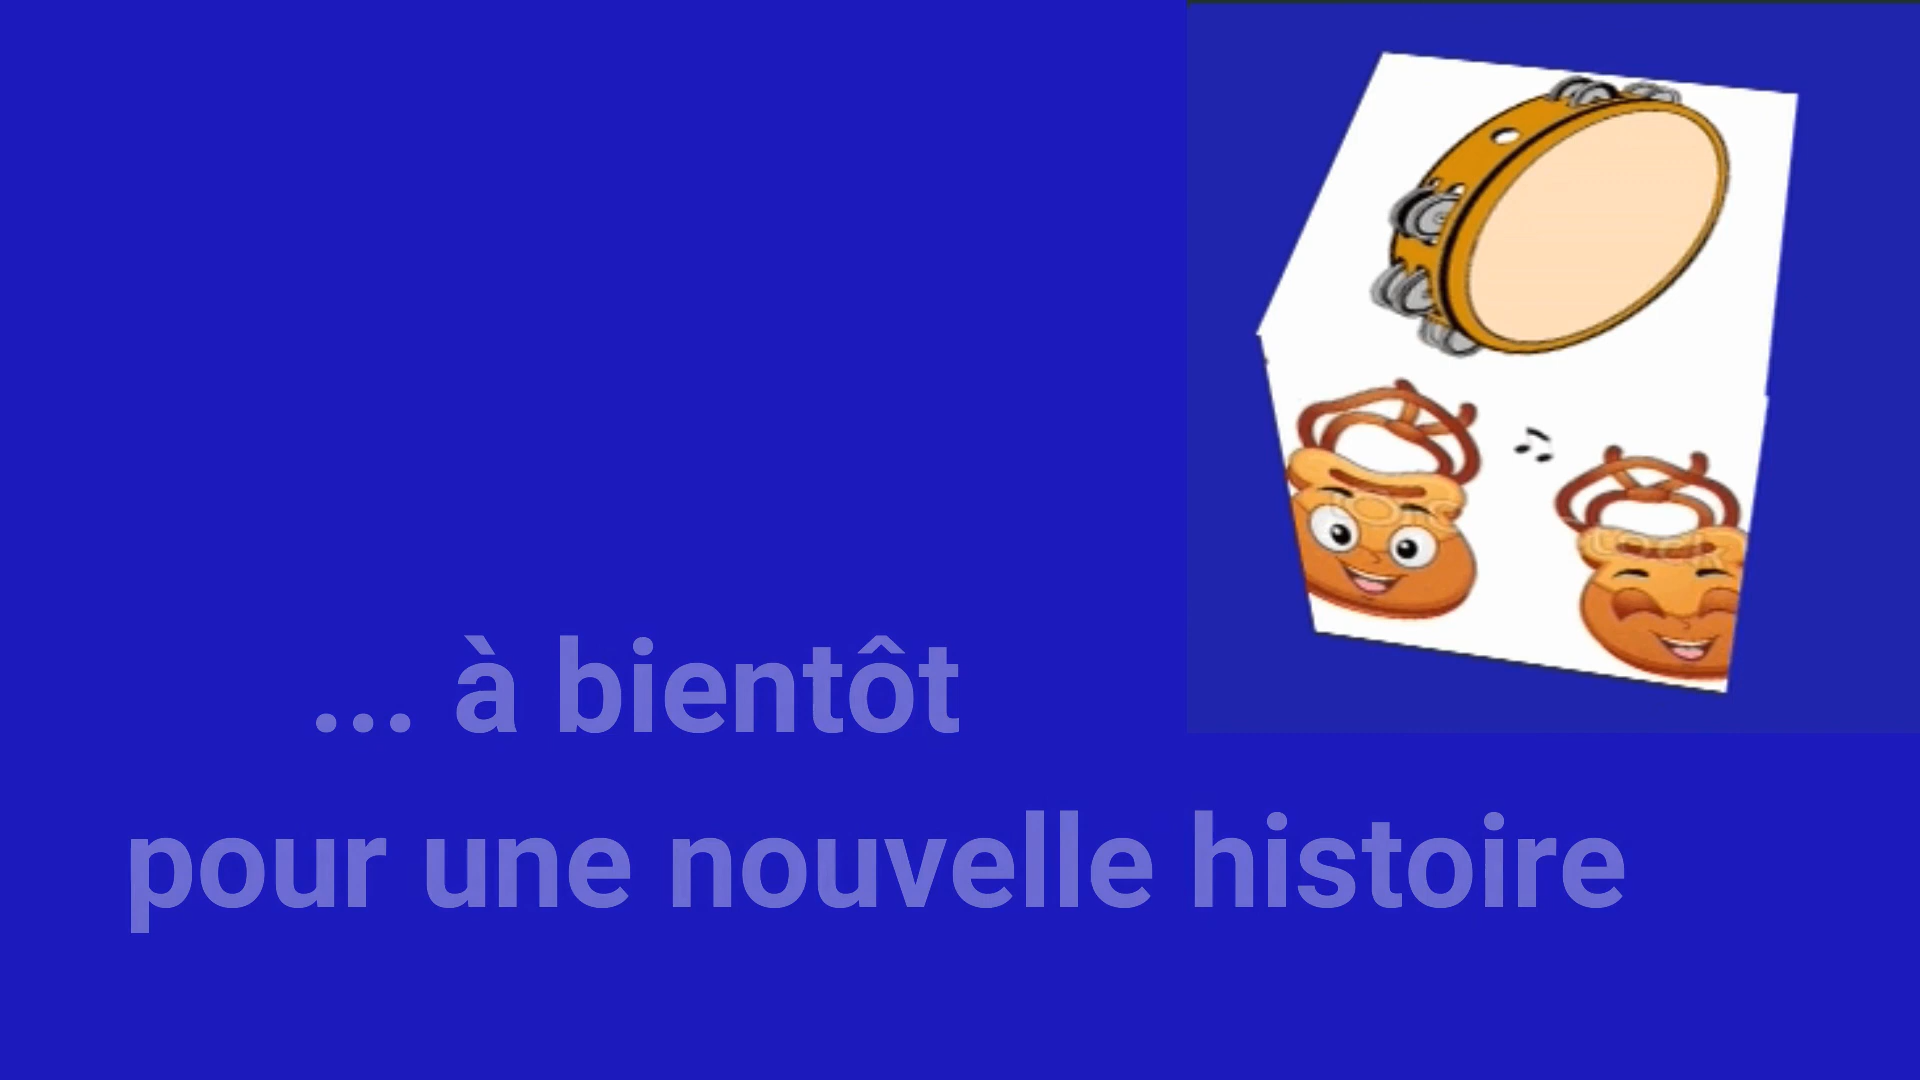 ... à bientôt
pour une nouvelle histoire